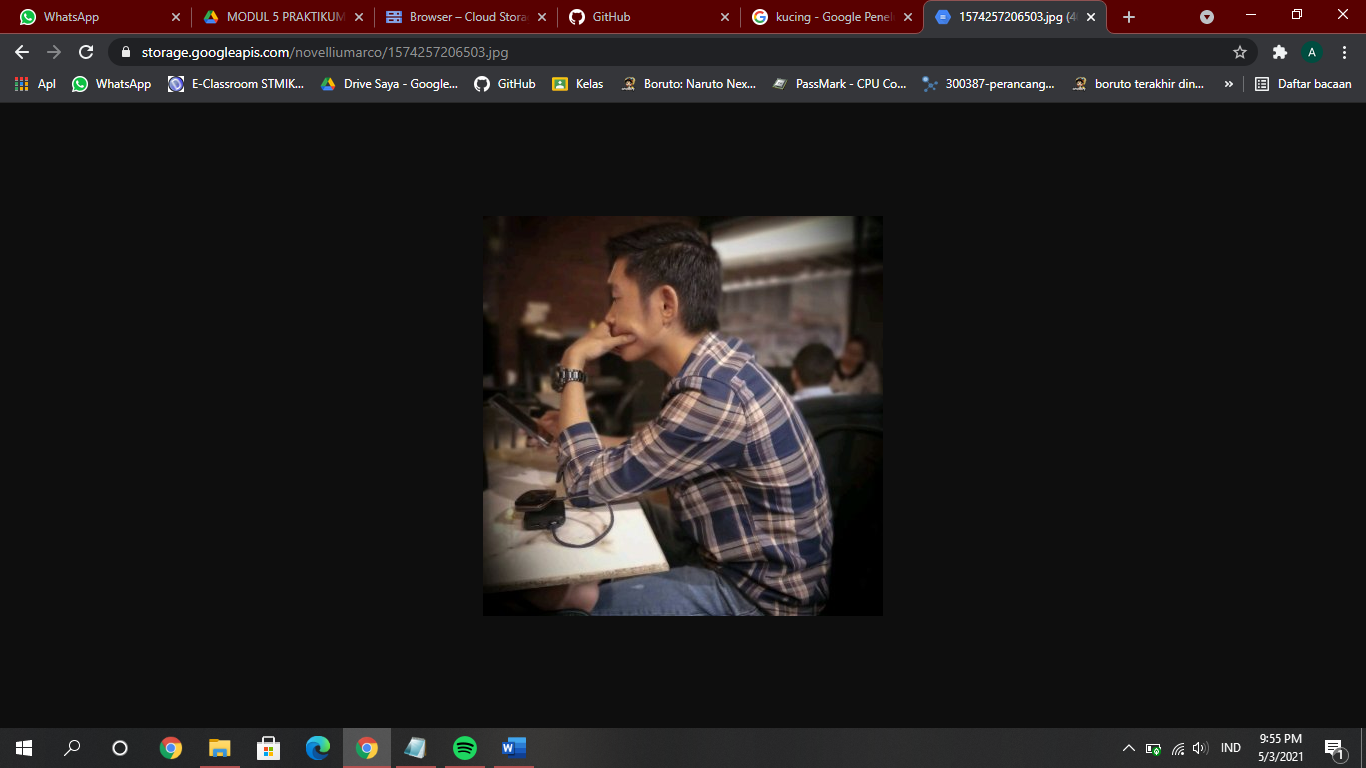 WhatsApp
MODUL 5 PRAKTIKUM
Browser – Cloud Stora
GitHub
kucing - Google Penel
1574257206503.jpg (4
storage.googleapis.com/novelliumarco/1574257206503.jpg
A
Apl
WhatsApp
E-Classroom STMIK...
Drive Saya - Google...
GitHub
Kelas
Boruto: Naruto Nex...
PassMark - CPU Co...
300387-perancang...
boruto terakhir din...
»
Daftar bacaan
IND
9:55 PM
5/3/2021
1